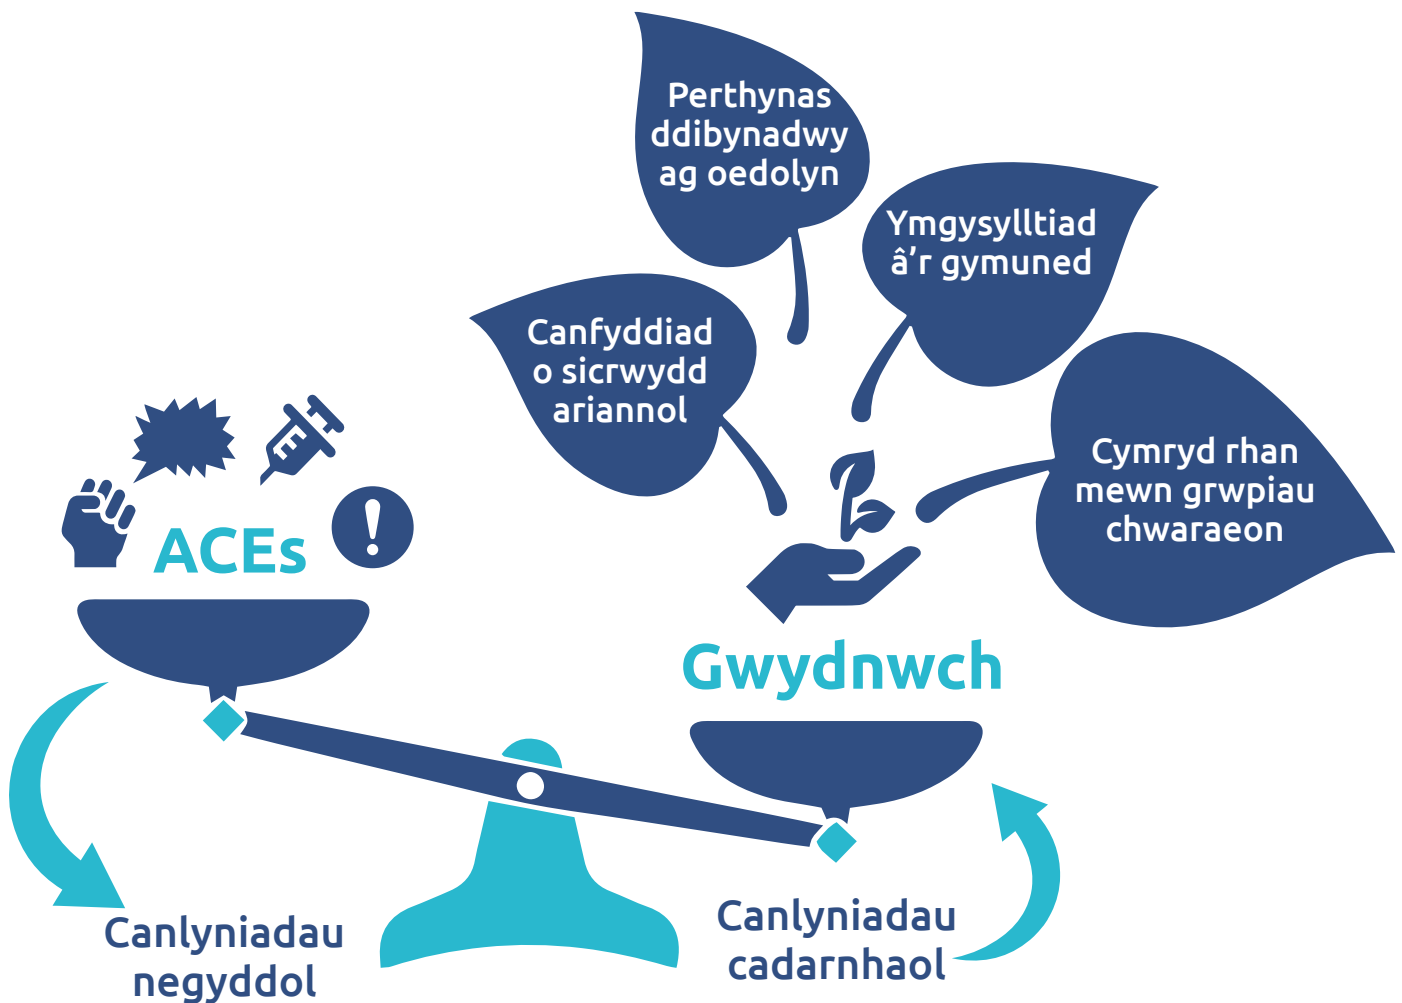 Perthynas
ddibynadwy
ag oedolyn
Ymgysylltiad
â’r gymuned
Canfyddiad
o sicrwydd
ariannol
Cymryd rhan
mewn grwpiau
chwaraeon
ACEs
Gwydnwch
Canlyniadau
negyddol
Canlyniadau
cadarnhaol